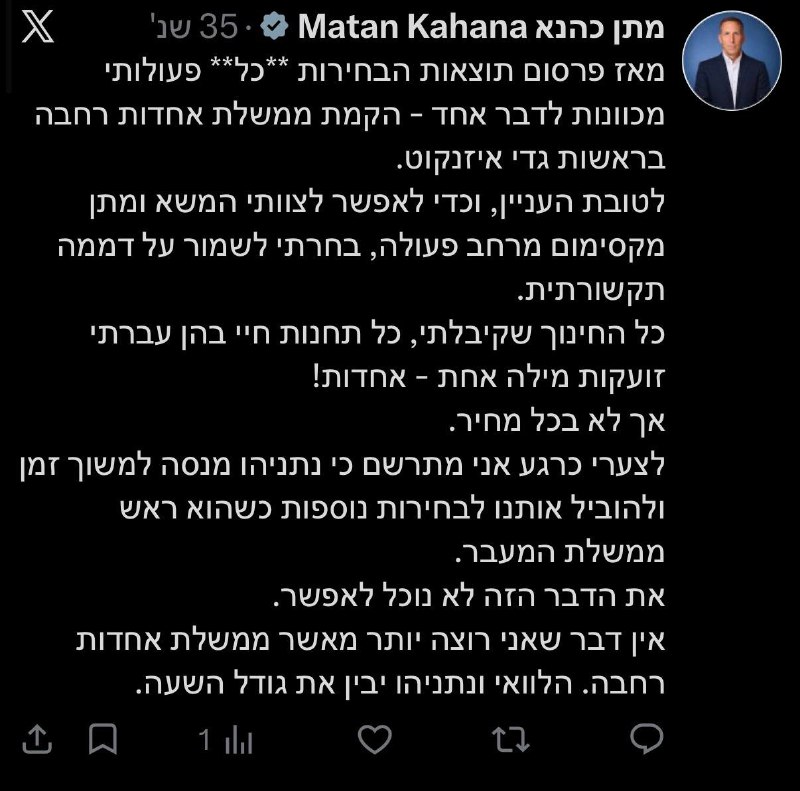 מתן כהנא Matan Kahana · 35 שנ'
מאז פרסום תוצאות הבחירות **כל** פעולותי
מכוונות לדבר אחד - הקמת ממשלת אחדות רחבה
בראשות גדי איזנקוט.
לטובת העניין, וכדי לאפשר לצוותי המשא ומתן
מקסימום מרחב פעולה, בחרתי לשמור על דממה
תקשורתית.
כל החינוך שקיבלתי, כל תחנות חיי בהן עברתי
זועקות מילה אחת - אחדות!
אך לא בכל מחיר.
לצערי כרגע אני מתרשם כי נתניהו מנסה למשוך זמן
ולהוביל אותנו לבחירות נוספות כשהוא ראש
ממשלת המעבר.
את הדבר הזה לא נוכל לאפשר.
אין דבר שאני רוצה יותר מאשר ממשלת אחדות
רחבה. הלוואי ונתניהו יבין את גודל השעה.
1